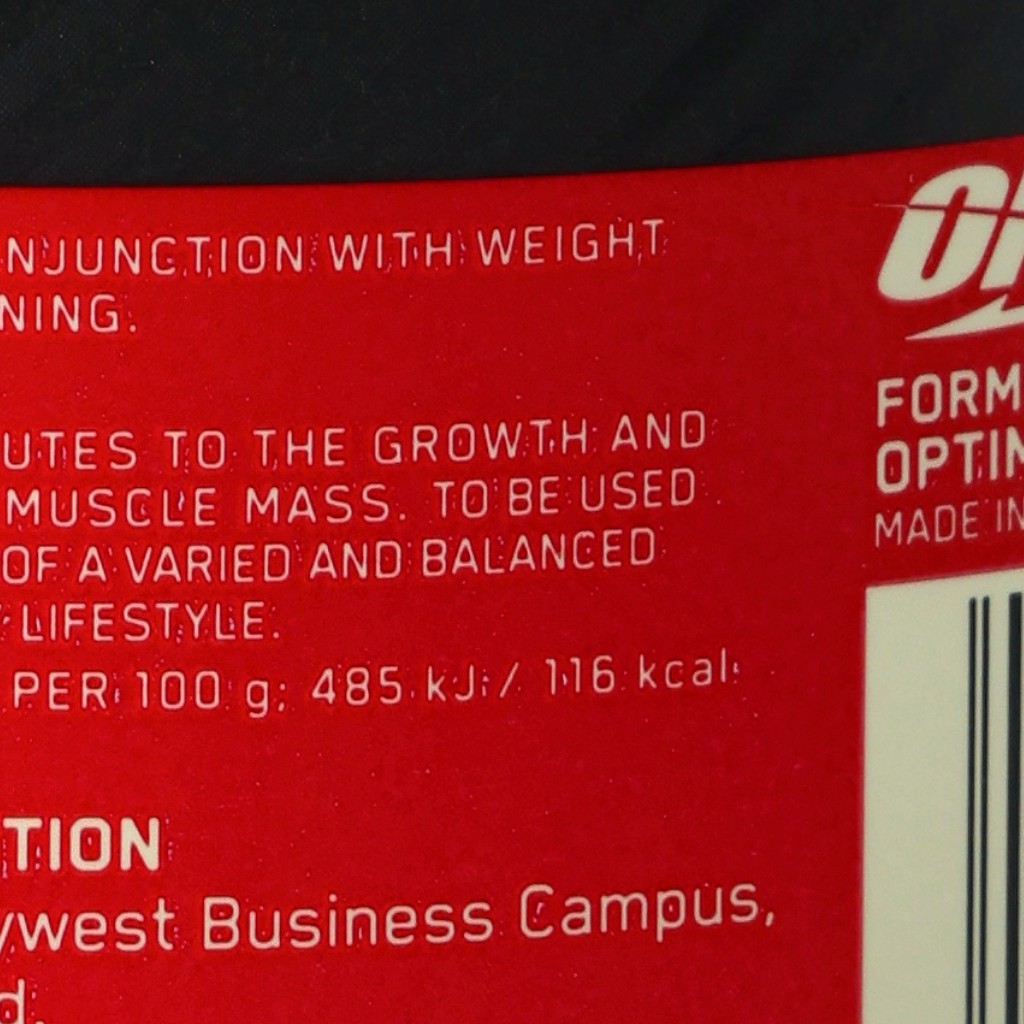 NJUNCTION WITH WEIGHT
NING.
UTES TO THE GROWTH AND
MUSCLE MASS. TO BE USED
OF A VARIED AND BALANCED
LIFESTYLE.
PER 100 g: 485 kJ / 116 kcal
TION
ywest Business Campus,
d.
FORM
OPTIM
MADE IN